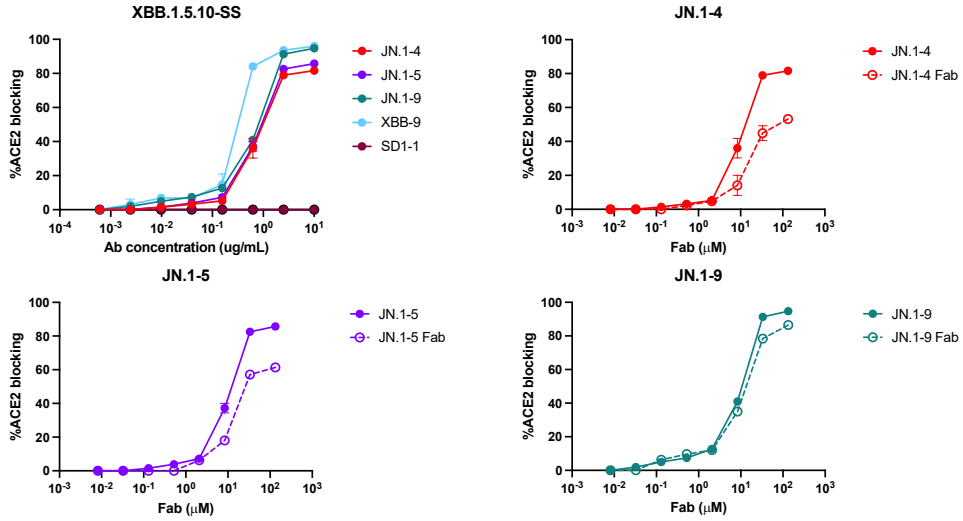 XBB.1.5.10-SS
100
80
60
40
20
0
%ACE2 blocking
10-4
10-3
10-2
10-1
100
101
Ab concentration (ug/mL)
JN.1-4
JN.1-5
JN.1-9
XBB-9
SD1-1
JN.1-4
100
80
60
40
20
0
%ACE2 blocking
10-3
10-2
10-1
100
101
102
103
Fab (μM)
JN.1-4
JN.1-4 Fab
JN.1-5
100
80
60
40
20
0
%ACE2 blocking
10-3
10-2
10-1
100
101
102
103
Fab (μM)
JN.1-5
JN.1-5 Fab
JN.1-9
100
80
60
40
20
0
%ACE2 blocking
10-3
10-2
10-1
100
101
102
103
Fab (μM)
JN.1-9
JN.1-9 Fab